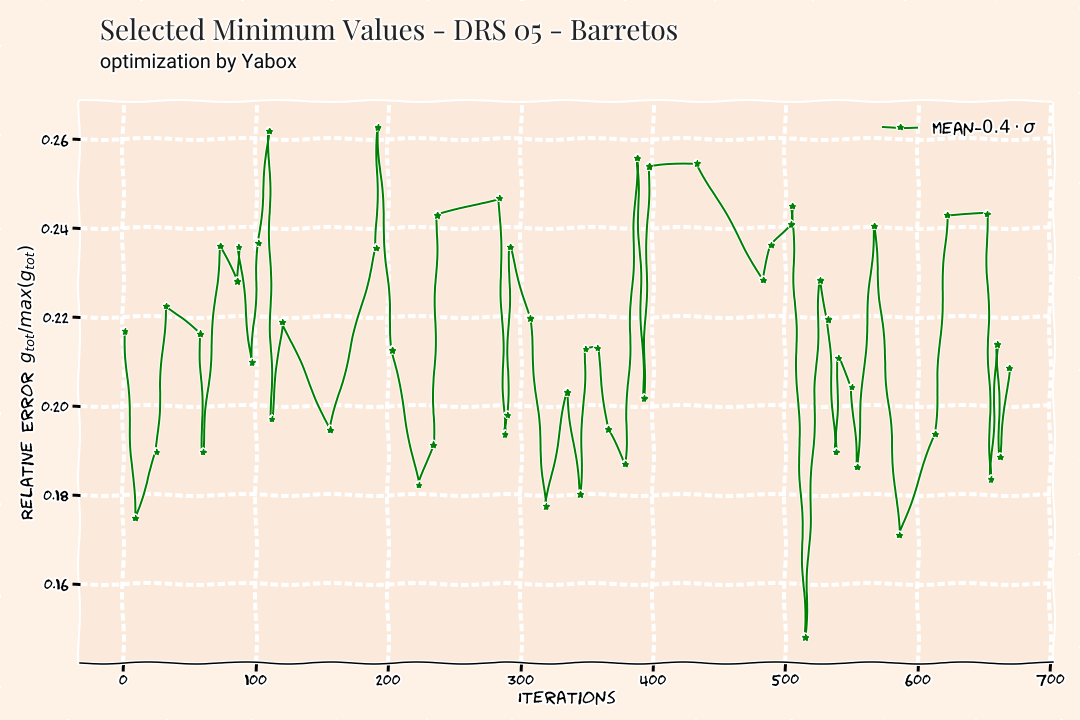 Selected Minimum Values - DRS 05 - Barretos
optimization by Yabox
MEAN-0.4 · σ
RELATIVE ERROR g_tot/max(g_tot)
0.26
0.24
0.22
0.20
0.18
0.16
0 100 200 300 400 500 600 700
ITERATIONS